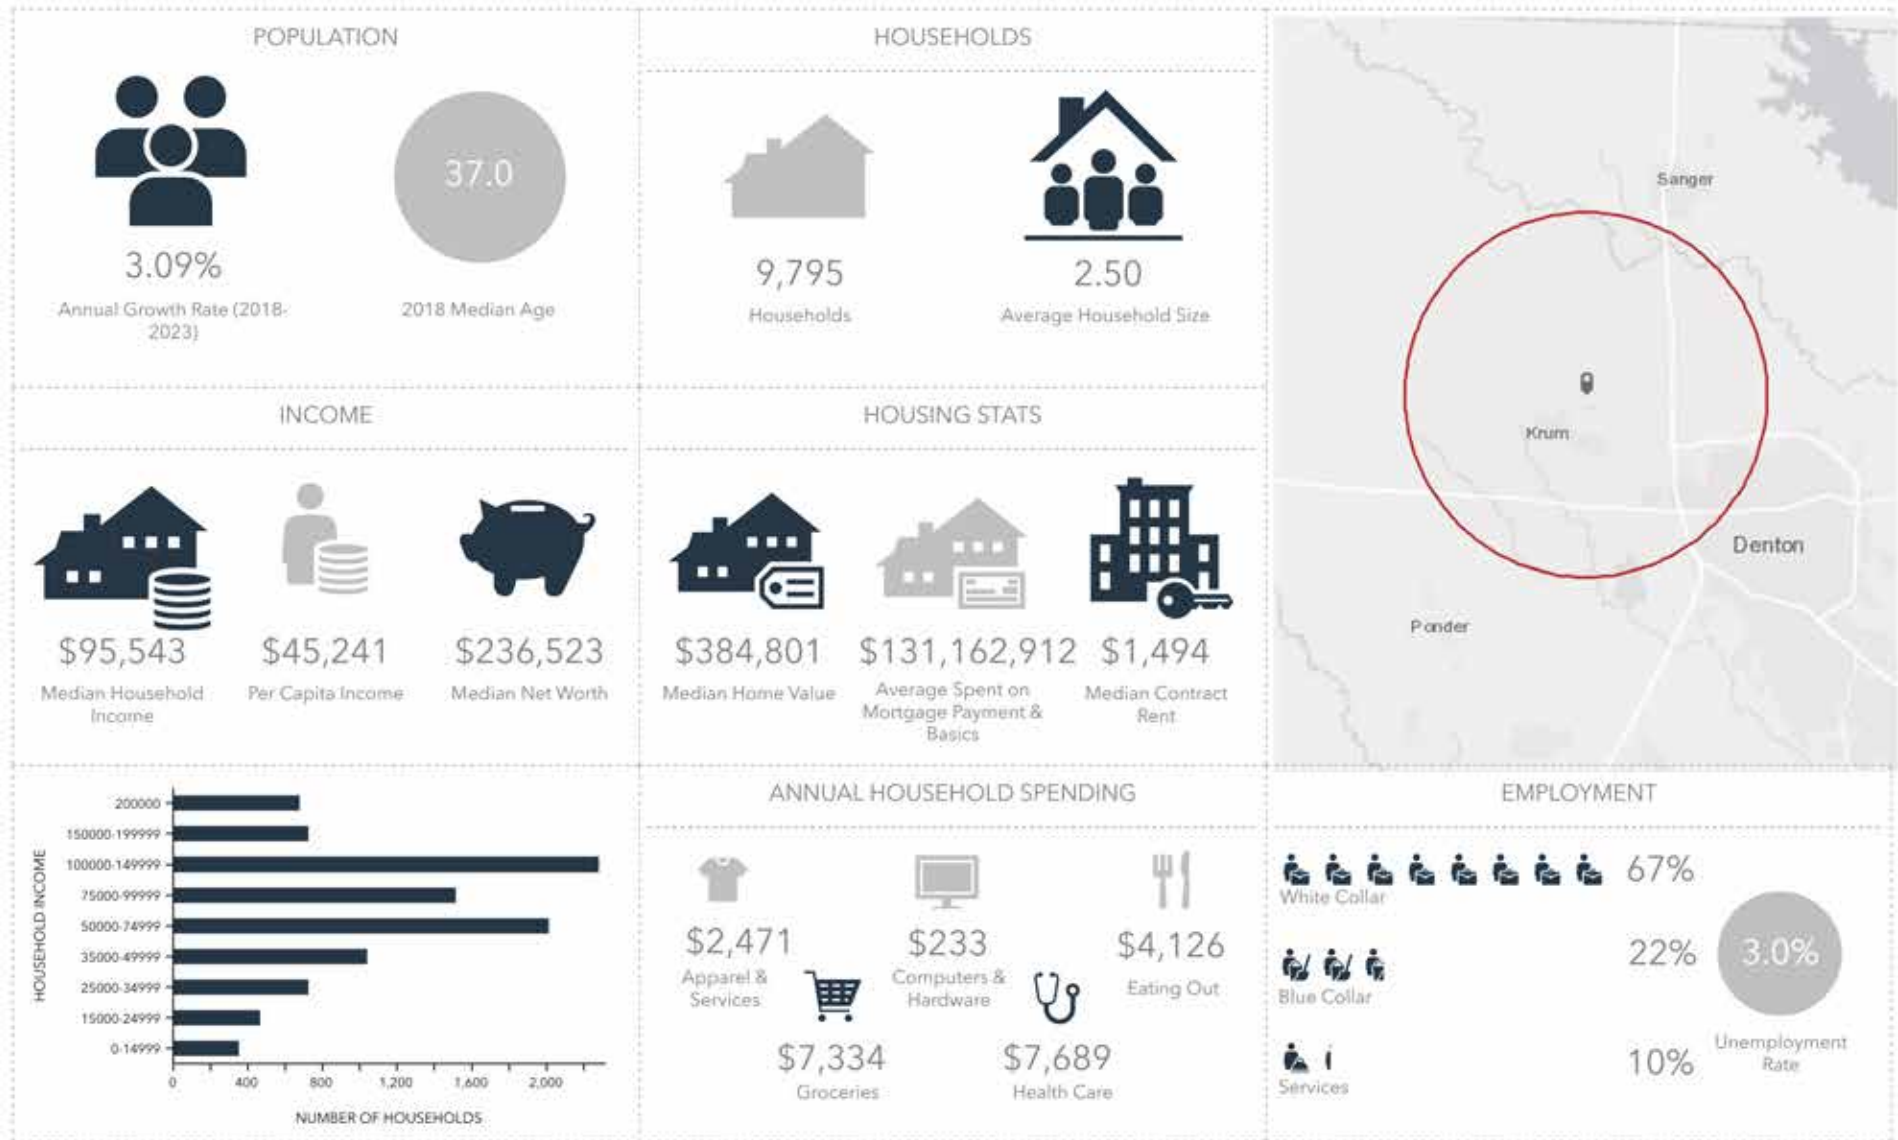 POPULATION
37.0
3.09%
Annual Growth Rate (2018-
2023)
2018 Median Age
HOUSEHOLDS
9,795
Households
2.50
Average Household Size
Sanger
Krum
Denton
Ponder
INCOME
$95,543
Median Household
Income
$45,241
Per Capita Income
$236,523
Median Net Worth
HOUSING STATS
$384,801
Median Home Value
$131,162,912
Average Spent on
Mortgage Payment &
Basics
$1,494
Median Contract
Rent
HOUSEHOLD INCOME
200000
150000-199999
100000-149999
75000-99999
50000-74999
35000-49999
25000-34999
15000-24999
0-14999
0 400 800 1,200 1,600 2,000
NUMBER OF HOUSEHOLDS
ANNUAL HOUSEHOLD SPENDING
$2,471
Apparel &
Services
$233
Computers &
Hardware
$4,126
Eating Out
$7,334
Groceries
$7,689
Health Care
EMPLOYMENT
67%
White Collar
22%
Blue Collar
10%
Services
3.0%
Unemployment
Rate